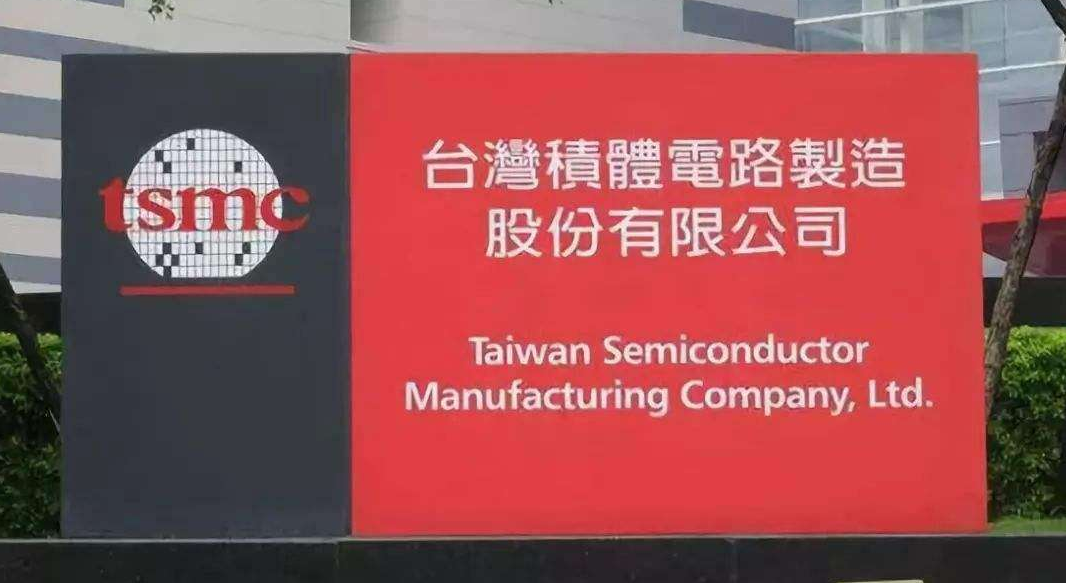 tsmc
台灣積體電路製造
股份有限公司
Taiwan Semiconductor
Manufacturing Company, Ltd.